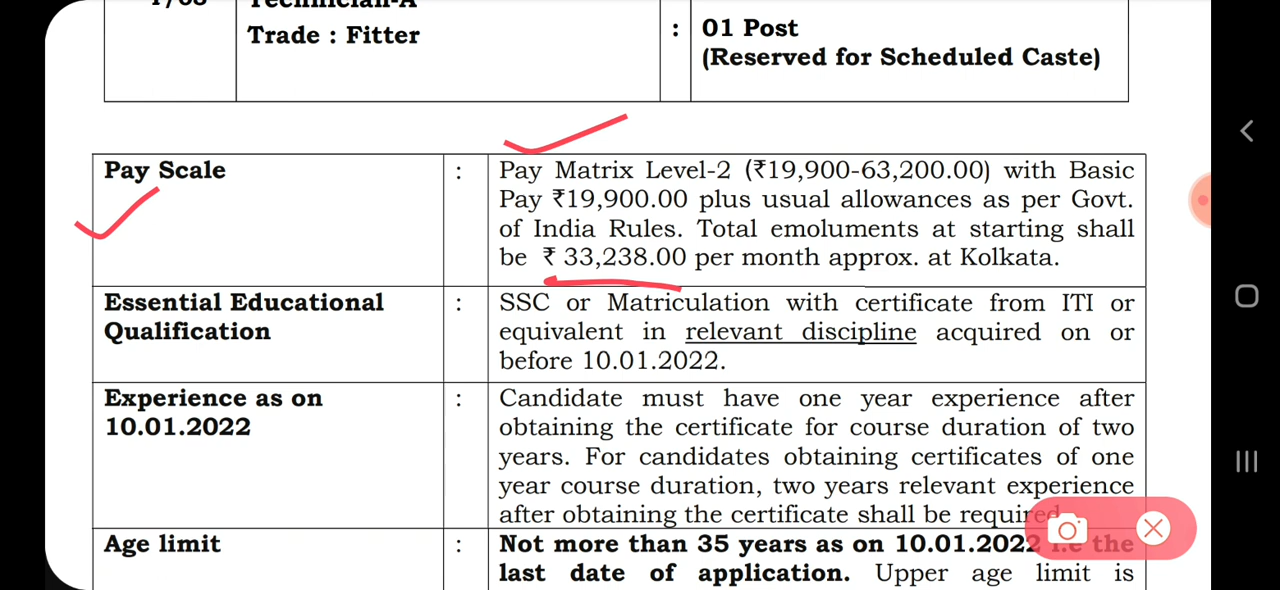 Technician-A
Trade : Fitter
:
01 Post
(Reserved for Scheduled Caste)
Pay Scale
:
Pay Matrix Level-2 (₹19,900-63,200.00) with Basic
Pay ₹19,900.00 plus usual allowances as per Govt.
of India Rules. Total emoluments at starting shall
be ₹ 33,238.00 per month approx. at Kolkata.
Essential Educational
Qualification
:
SSC or Matriculation with certificate from ITI or
equivalent in relevant discipline acquired on or
before 10.01.2022.
Experience as on
10.01.2022
:
Candidate must have one year experience after
obtaining the certificate for course duration of two
years. For candidates obtaining certificates of one
year course duration, two years relevant experience
after obtaining the certificate shall be required
Age limit
:
Not more than 35 years as on 10.01.2022 i.e the
last date of application. Upper age limit is